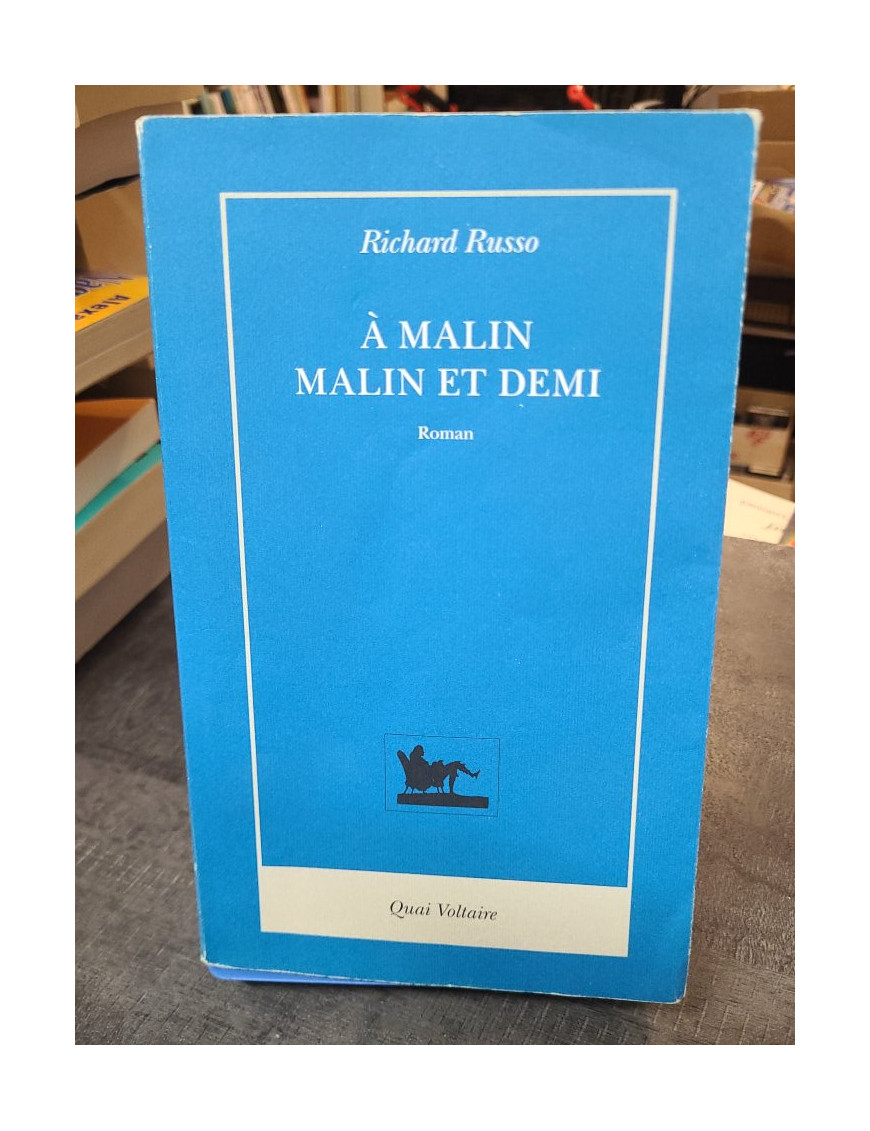 Richard Russo
À MALIN
MALIN ET DEMI
Roman
Quai Voltaire